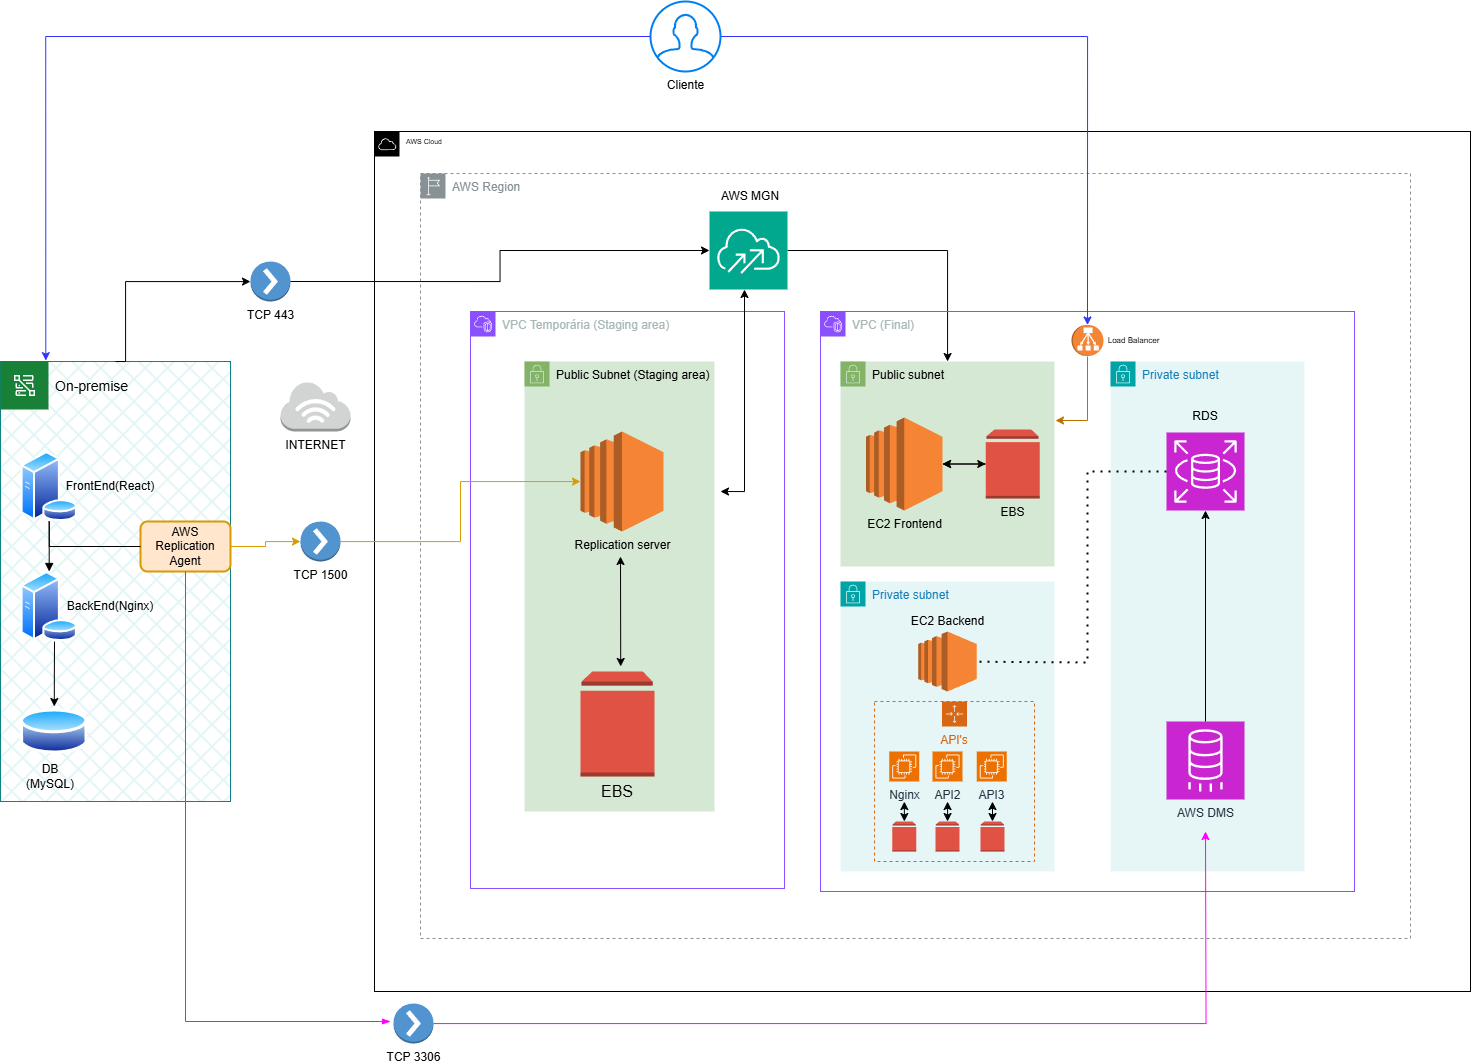 Cliente
AWS Cloud
AWS Region
AWS MGN
TCP 443
VPC Temporária (Staging area)
VPC (Final)
Load Balancer
On-premise
Public Subnet (Staging area)
Public subnet
Private subnet
INTERNET
RDS
FrontEnd(React)
AWS
Replication
Agent
TCP 1500
Replication server
EC2 Frontend
EBS
BackEnd(Nginx)
Private subnet
EC2 Backend
DB
(MySQL)
EBS
API's
Nginx
API2
API3
AWS DMS
TCP 3306